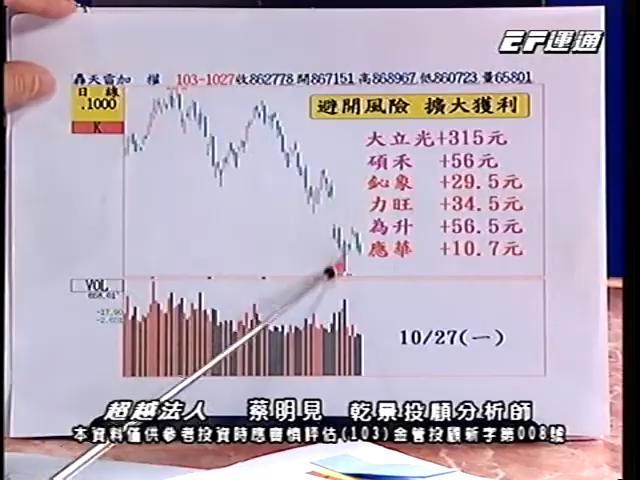 EF運通
轟天雷加 權 103-1027收862778開867151高868967低860723量65801
日 線
.1000
K
避開風險 擴大獲利
大立光+315元
碩禾 +56元
鈊象 +29.5元
力旺 +34.5元
為升 +56.5元
應華 +10.7元
VOL
10/27(一)
超越法人 蔡明見 乾景投顧分析師
本資料僅供參考投資時應審慎評估(103)金管投顧新字第008號